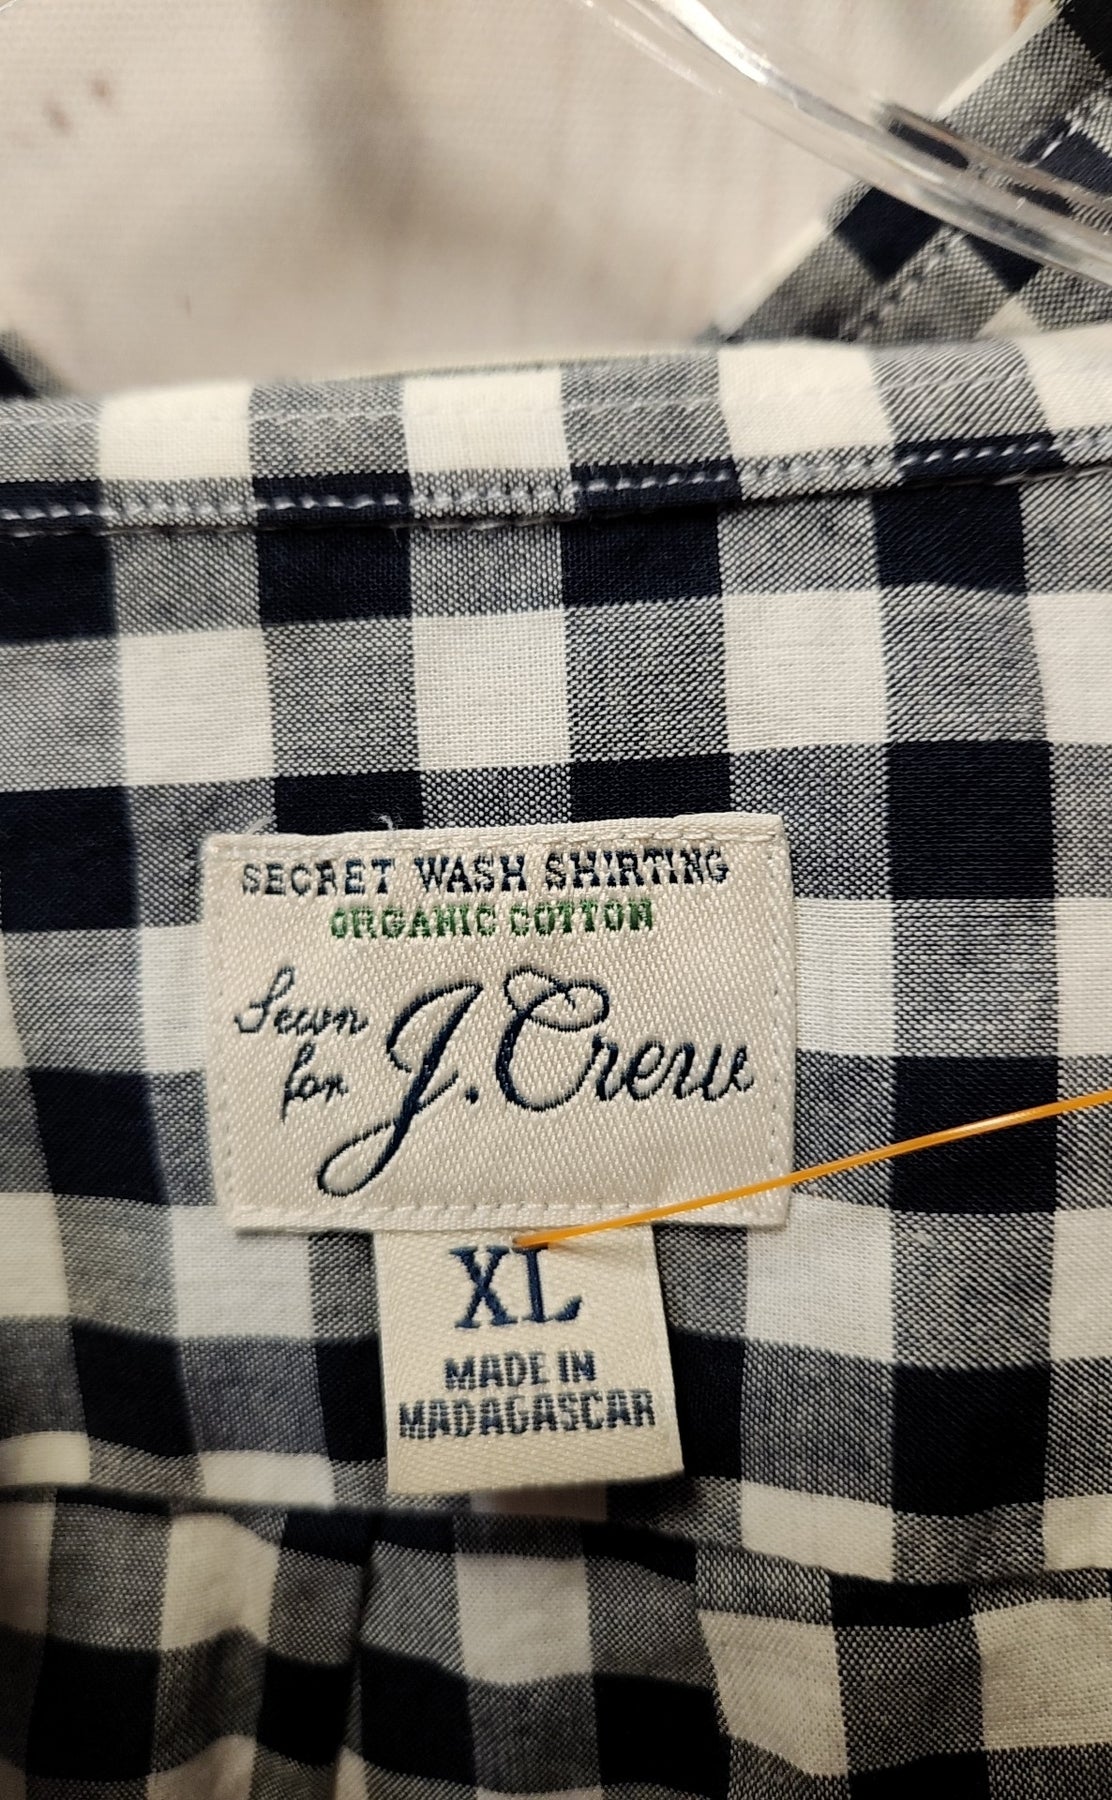 SECRET WASH SHIRTING
ORGANIC COTTON
Sewn
for
J.Crew
XL
MADE IN
MADAGASCAR